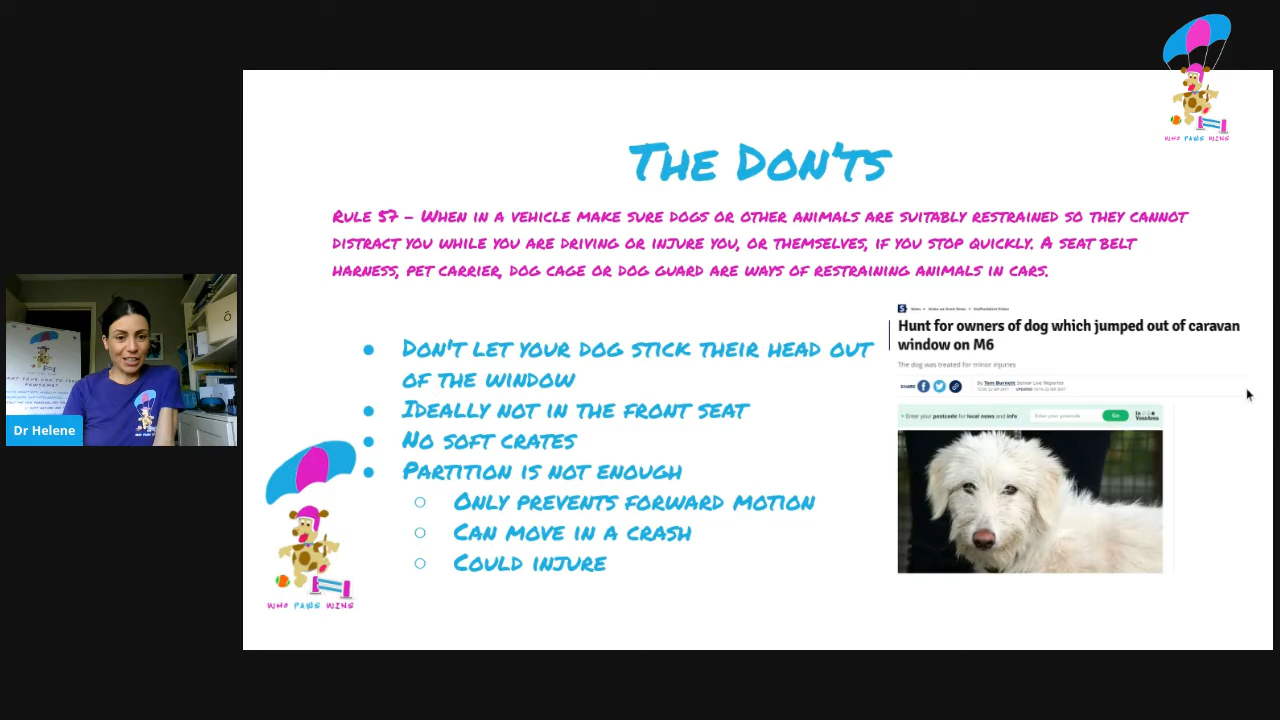 WHO PAWS WINS
The Don'ts
Rule 57 - When in a vehicle make sure dogs or other animals are suitably restrained so they cannot
distract you while you are driving or injure you, or themselves, if you stop quickly. A seat belt
harness, pet carrier, dog cage or dog guard are ways of restraining animals in cars.
Hunt for owners of dog which jumped out of caravan
window on M6
The dog was treated for minor injuries
SHARE
By Tom Burnett Senior Live Reporter
Enter your postcode for local news and info
Enter your postcode
Go
InYourArea
● Don't let your dog stick their head out
of the window
● Ideally not in the front seat
● No soft crates
● Partition is not enough
○ Only prevents forward motion
○ Can move in a crash
○ Could injure
Dr Helene
WHO PAWS WINS